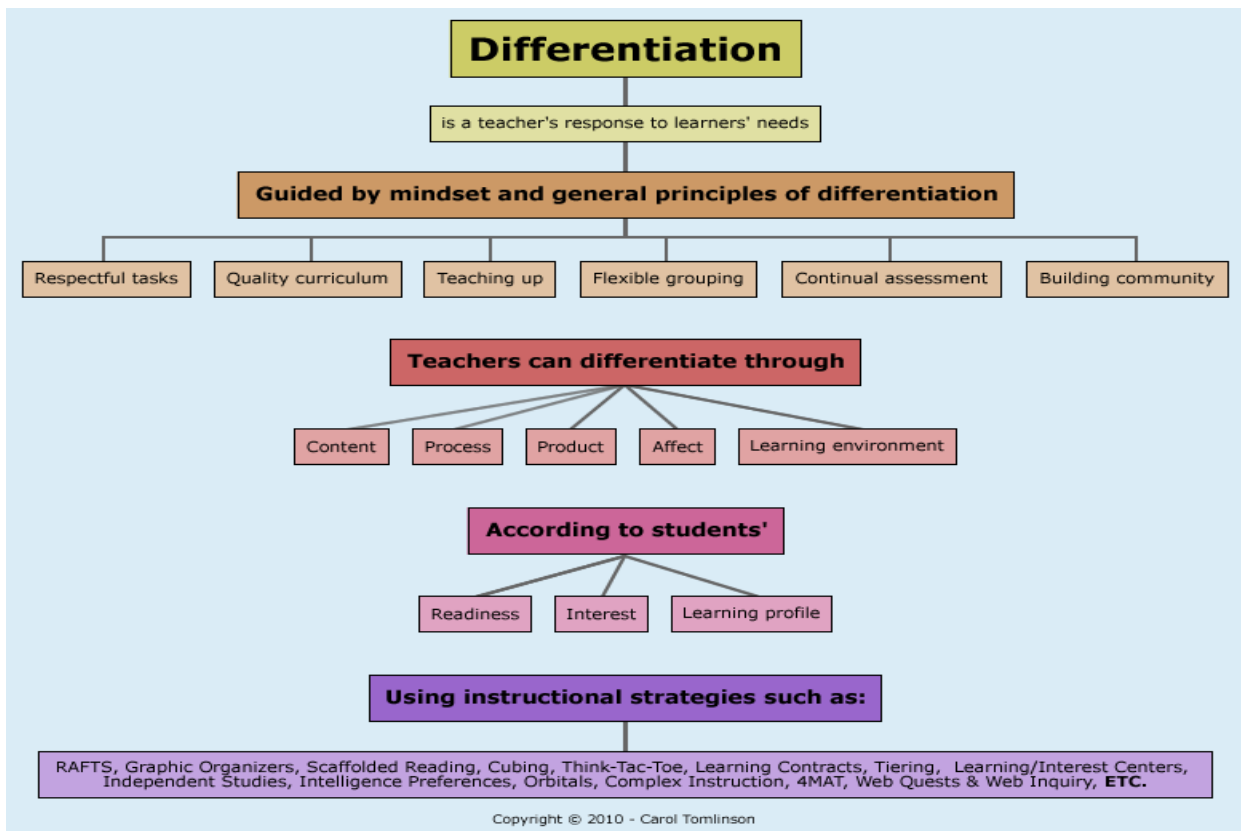 Differentiation
is a teacher's response to learners' needs
Guided by mindset and general principles of differentiation
Respectful tasks
Quality curriculum
Teaching up
Flexible grouping
Continual assessment
Building community
Teachers can differentiate through
Content
Process
Product
Affect
Learning environment
According to students'
Readiness
Interest
Learning profile
Using instructional strategies such as:
RAFTS, Graphic Organizers, Scaffolded Reading, Cubing, Think-Tac-Toe, Learning Contracts, Tiering, Learning/Interest Centers,
Independent Studies, Intelligence Preferences, Orbitals, Complex Instruction, 4MAT, Web Quests & Web Inquiry, ETC.
Copyright © 2010 - Carol Tomlinson